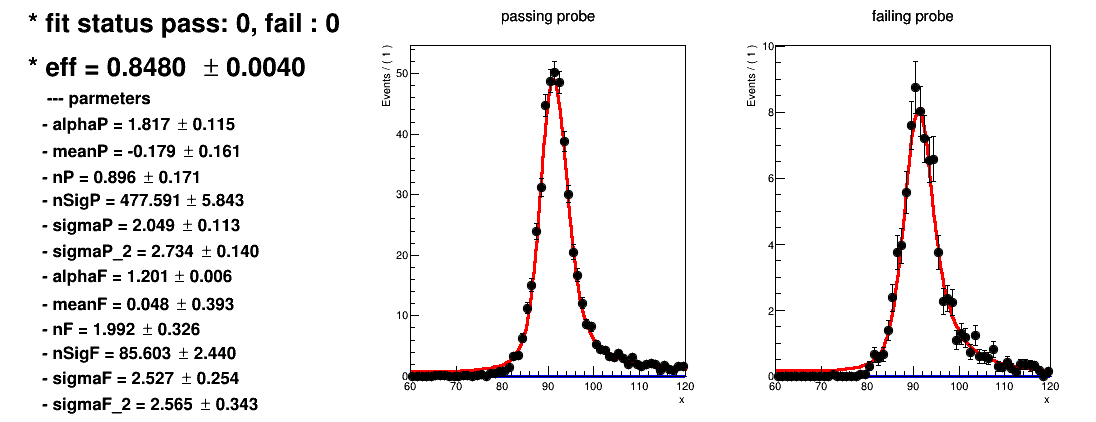 * fit status pass: 0, fail : 0
* eff = 0.8480 ± 0.0040
--- parmeters
- alphaP = 1.817 ± 0.115
- meanP = -0.179 ± 0.161
- nP = 0.896 ± 0.171
- nSigP = 477.591 ± 5.843
- sigmaP = 2.049 ± 0.113
- sigmaP_2 = 2.734 ± 0.140
- alphaF = 1.201 ± 0.006
- meanF = 0.048 ± 0.393
- nF = 1.992 ± 0.326
- nSigF = 85.603 ± 2.440
- sigmaF = 2.527 ± 0.254
- sigmaF_2 = 2.565 ± 0.343
passing probe
Events / ( 1 )
50
40
30
20
10
0
60 70 80 90 100 110 120
x
failing probe
Events / ( 1 )
10
8
6
4
2
0
60 70 80 90 100 110 120
x